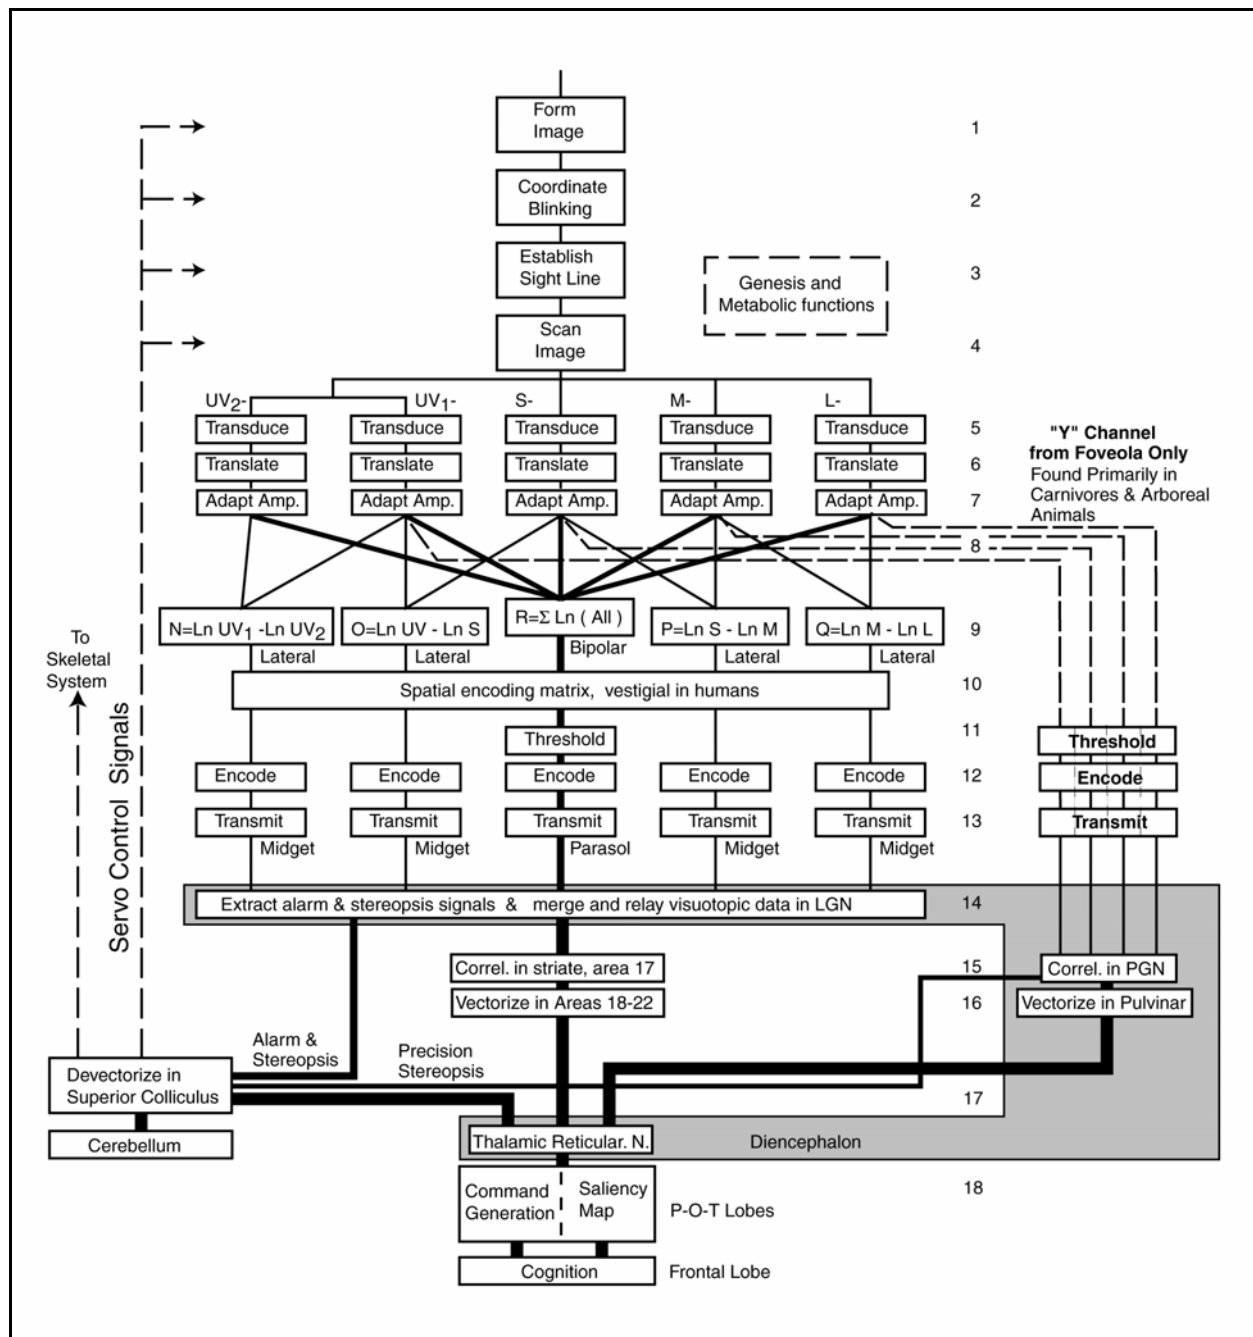 Form
Image
1
Coordinate
Blinking
2
Establish
Sight Line
3
Genesis and
Metabolic functions
Scan
Image
4
UV2-
UV1-
S-
M-
L-
Transduce
Transduce
Transduce
Transduce
Transduce
5
"Y" Channel
from Foveola Only
Found Primarily in
Carnivores & Arboreal
Animals
Translate
Translate
Translate
Translate
Translate
6
Adapt Amp.
Adapt Amp.
Adapt Amp.
Adapt Amp.
Adapt Amp.
7
8
N=Ln UV1 -Ln UV2
O=Ln UV - Ln S
R=Σ Ln ( All )
P=Ln S - Ln M
Q=Ln M - Ln L
9
Lateral
Lateral
Bipolar
Lateral
Lateral
To
Skeletal
System
Servo Control Signals
Spatial encoding matrix, vestigial in humans
10
Threshold
11
Threshold
Encode
Encode
Encode
Encode
Encode
12
Encode
Transmit
Transmit
Transmit
Transmit
Transmit
13
Transmit
Midget
Midget
Parasol
Midget
Midget
Extract alarm & stereopsis signals & merge and relay visuotopic data in LGN
14
Correl. in striate, area 17
15
Correl. in PGN
Vectorize in Areas 18-22
16
Vectorize in Pulvinar
Alarm &
Stereopsis
Precision
Stereopsis
Devectorize in
Superior Colliculus
17
Cerebellum
Thalamic Reticular. N.
Diencephalon
Command
Generation
Saliency
Map
P-O-T Lobes
18
Cognition
Frontal Lobe